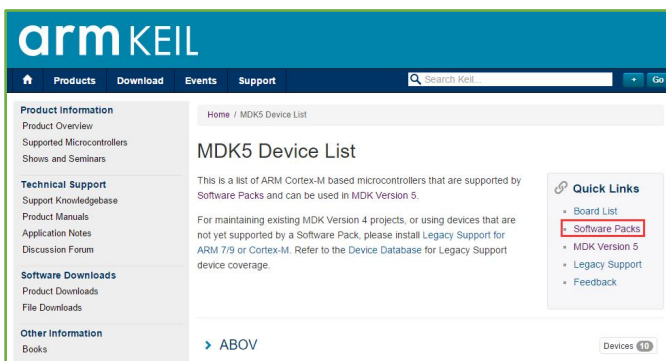 arm KEIL
Products Download Events Support Search Keil... + Go
Product Information
Product Overview
Supported Microcontrollers
Shows and Seminars
Technical Support
Support Knowledgebase
Product Manuals
Application Notes
Discussion Forum
Software Downloads
Product Downloads
File Downloads
Other Information
Books
Home / MDK5 Device List
MDK5 Device List
This is a list of ARM Cortex-M based microcontrollers that are supported by
Software Packs and can be used in MDK Version 5.
For maintaining existing MDK Version 4 projects, or using devices that are
not yet supported by a Software Pack, please install Legacy Support for
ARM 7/9 or Cortex-M. Refer to the Device Database for Legacy Support
device coverage.
Quick Links
Board List
Software Packs
MDK Version 5
Legacy Support
Feedback
ABOV Devices 10